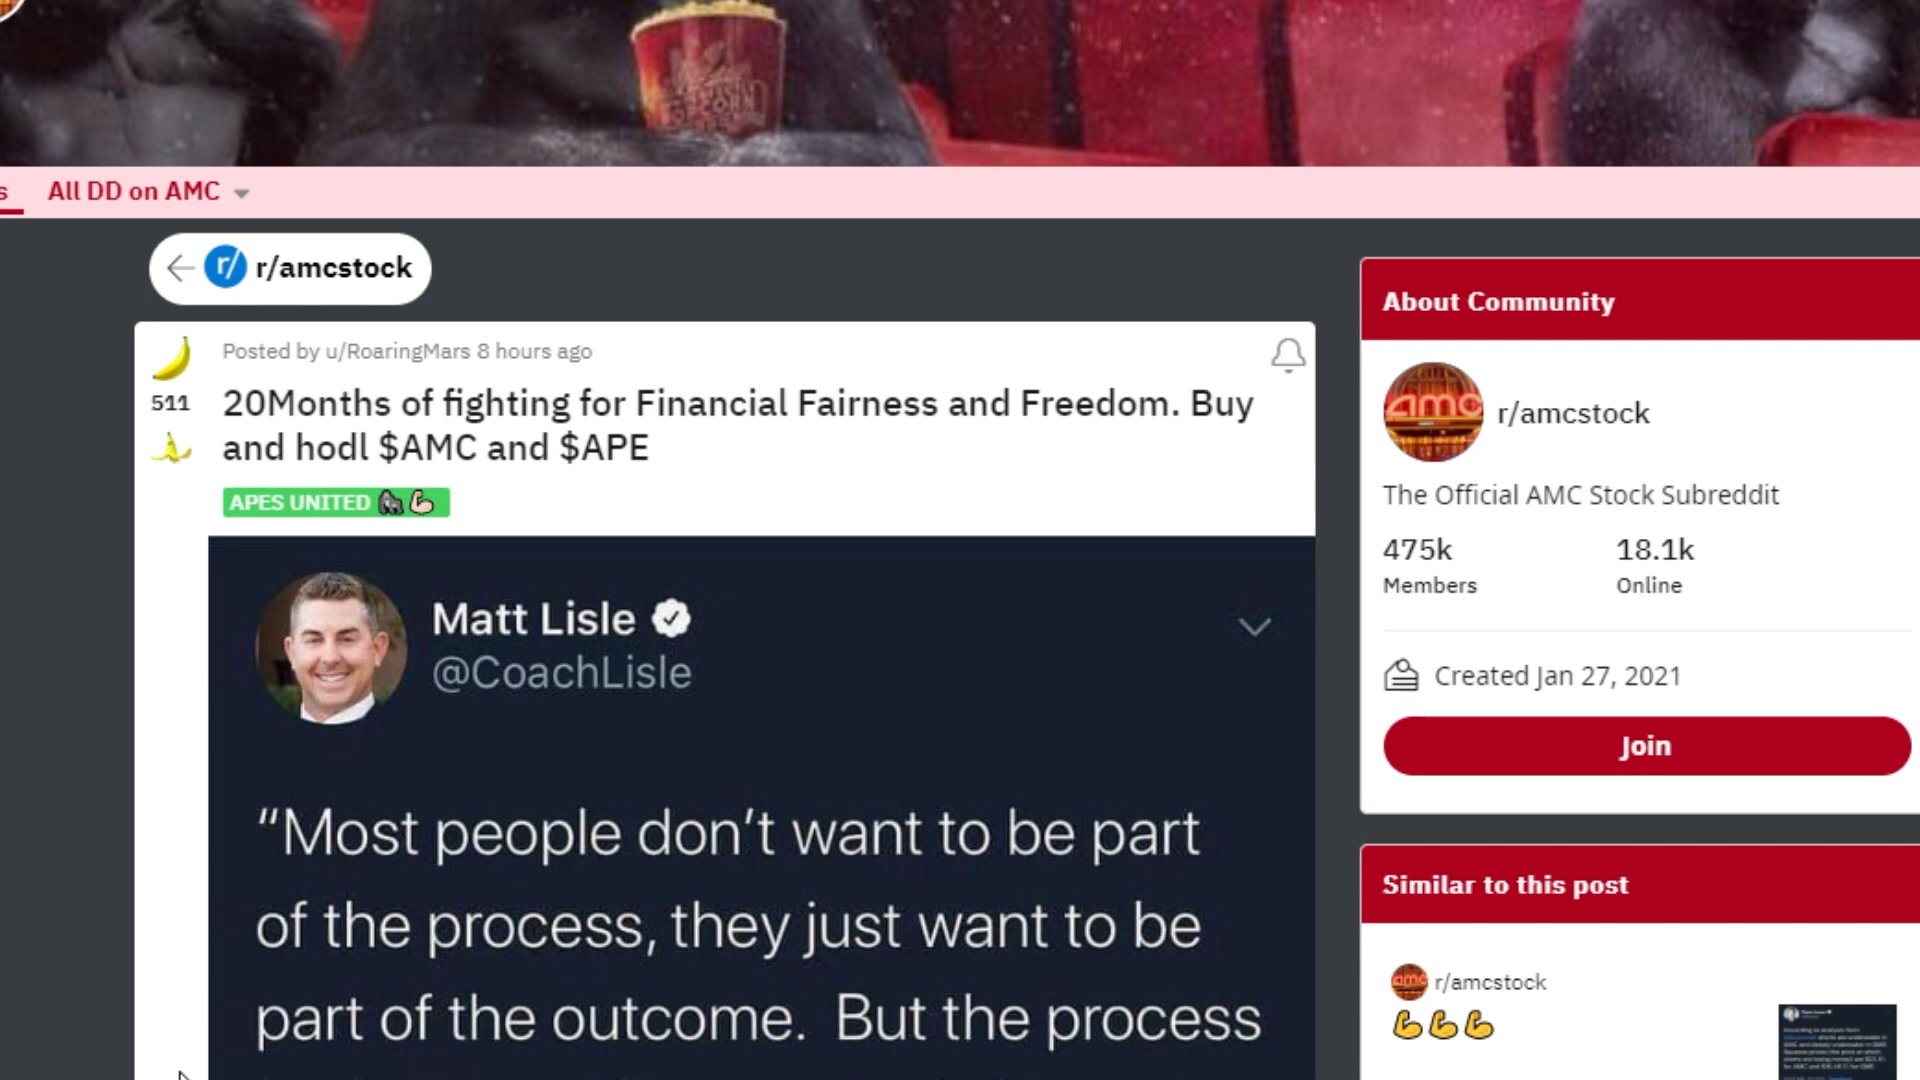 s All DD on AMC
r/ r/amcstock
Posted by u/RoaringMars 8 hours ago
511
20Months of fighting for Financial Fairness and Freedom. Buy
and hodl $AMC and $APE
APES UNITED 🦍💪🏻
Matt Lisle
@CoachLisle
“Most people don’t want to be part
of the process, they just want to be
part of the outcome. But the process
About Community
amc
r/amcstock
The Official AMC Stock Subreddit
475k 18.1k
Members Online
Created Jan 27, 2021
Join
Similar to this post
amc r/amcstock
💪💪💪